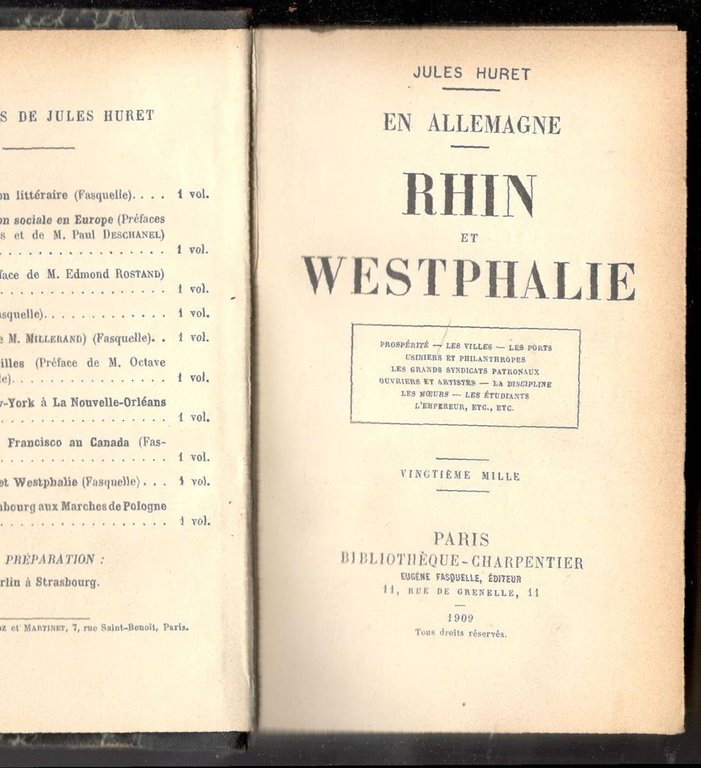 S DE JULES HURET
on littéraire (Fasquelle). . . . 1 vol.
on sociale en Europe (Préfaces
s et de M. Paul DESCHANEL)
. . . . . . . . . . . . . . . . 1 vol.
face de M. Edmond ROSTAND)
. . . . . . . . . . . . . . . . 1 vol.
asquelle). . . . . . . . . . . . 1 vol.
e M. MILLERAND) (Fasquelle). . 1 vol.
illes (Préface de M. Octave
le). . . . . . . . . . . . . . . 1 vol.
w-York à La Nouvelle-Orléans
. . . . . . . . . . . . . . . . 1 vol.
Francisco au Canada (Fas-
. . . . . . . . . . . . . . . . 1 vol.
et Westphalie (Fasquelle) . . . 1 vol.
mbourg aux Marches de Pologne
. . . . . . . . . . . . . . . . 1 vol.
PRÉPARATION :
rlin à Strasbourg.
oz et MARTINET, 7, rue Saint-Benoît, Paris.
JULES HURET
EN ALLEMAGNE
RHIN
ET
WESTPHALIE
PROSPÉRITÉ — LES VILLES — LES PORTS
USINIERS ET PHILANTHROPES
LES GRANDS SYNDICATS PATRONAUX
OUVRIERS ET ARTISTES — LA DISCIPLINE
LES MŒURS — LES ÉTUDIANTS
L'EMPEREUR, ETC., ETC.
VINGTIÈME MILLE
PARIS
BIBLIOTHÈQUE-CHARPENTIER
EUGÈNE FASQUELLE, ÉDITEUR
11, RUE DE GRENELLE, 11
1909
Tous droits réservés.